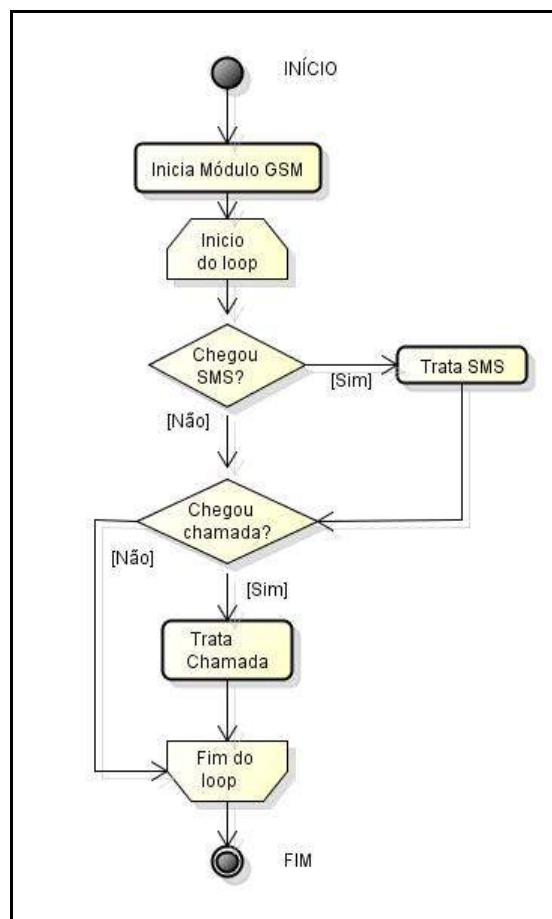 INÍCIO
Inicia Módulo GSM
Inicio
do loop
Chegou
SMS?
[Sim]
Trata SMS
[Não]
Chegou
chamada?
[Não]
[Sim]
Trata
Chamada
Fim do
loop
FIM